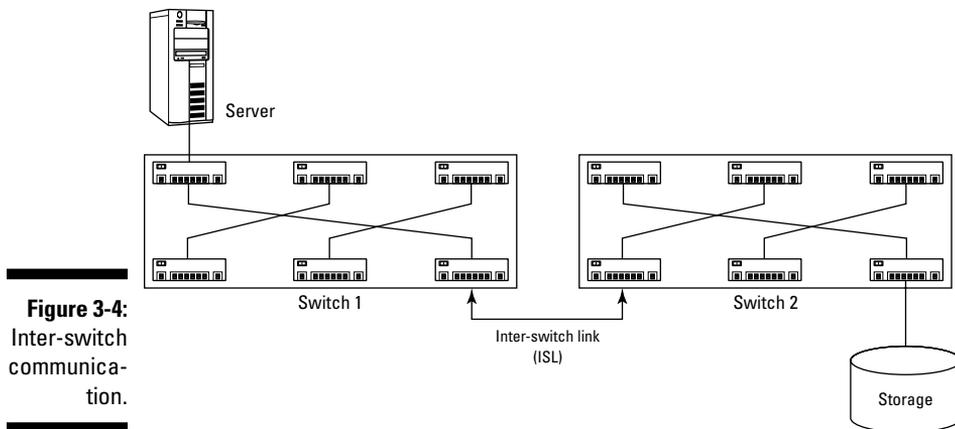 Server
Switch 1
Switch 2
Inter-switch link
(ISL)
Storage
Figure 3-4:
Inter-switch
communica-
tion.